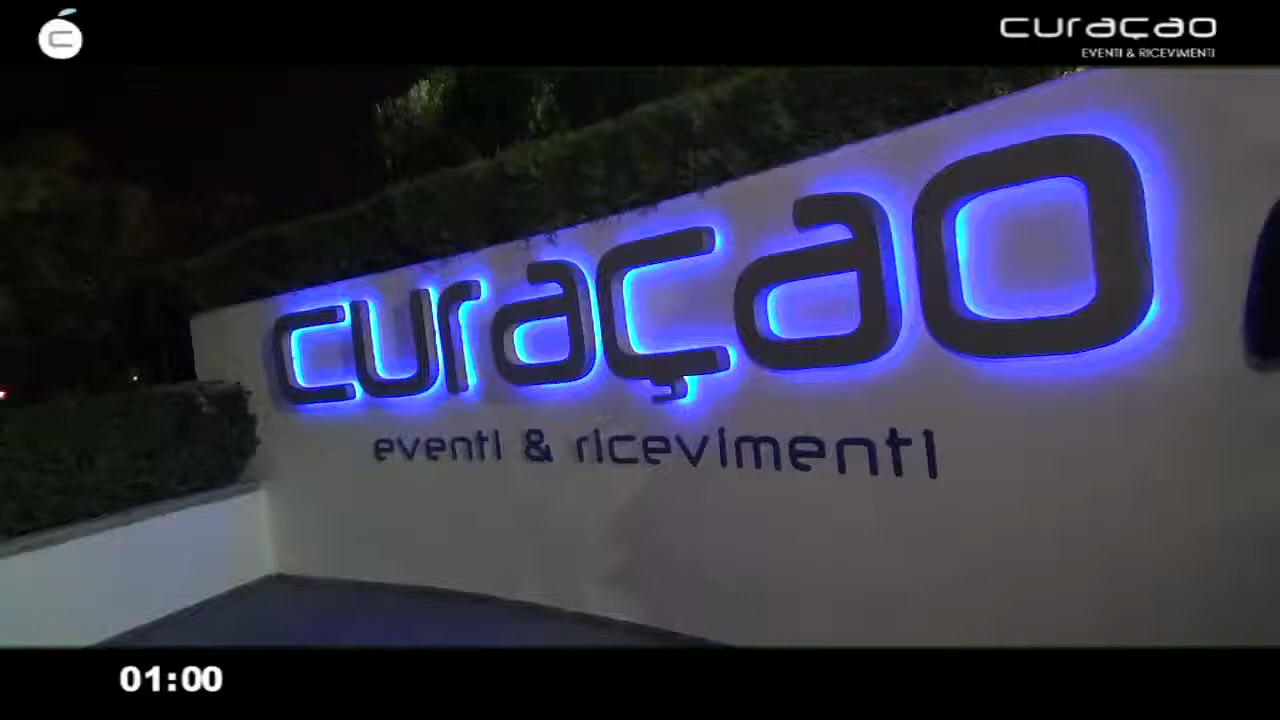 curaçao
EVENTI & RICEVIMENTI
curaçao
eventi & ricevimenti
01:00